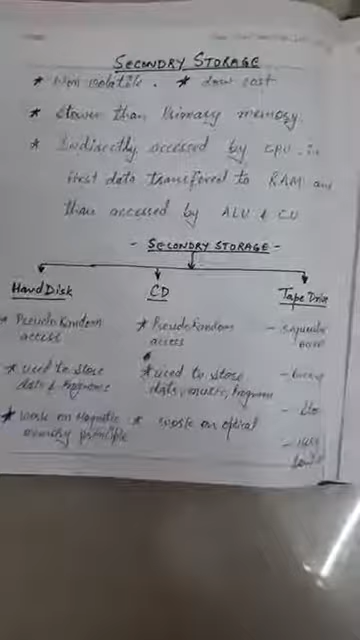 SECONDRY STORAGE
* Non volatile. * Low cost
* Slower than Primary memory.
* Indirectly accessed by CPU. i.e
first data transfered to RAM and
than accessed by ALU & CU
- SECONDRY STORAGE -
Hard Disk
* Pseudo Random
access
* used to store
data & Programs
* work on Magnetic
memory principle
CD
* Pseudo Random
access
* used to store
data, music, Programs
* work on optical
Tape Drive